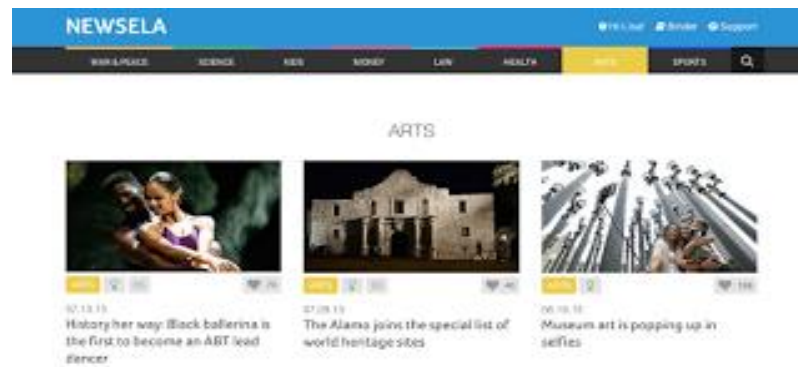 NEWSELA
Binder Support
WAR & PEACE SCIENCE KIDS MONEY LAW HEALTH ARTS SPORTS
ARTS
ARTS
ARTS
ARTS
History her way: Black ballerina is
the first to become an ABT lead
dancer
The Alamo joins the special list of
world heritage sites
Museum art is popping up in
selfies